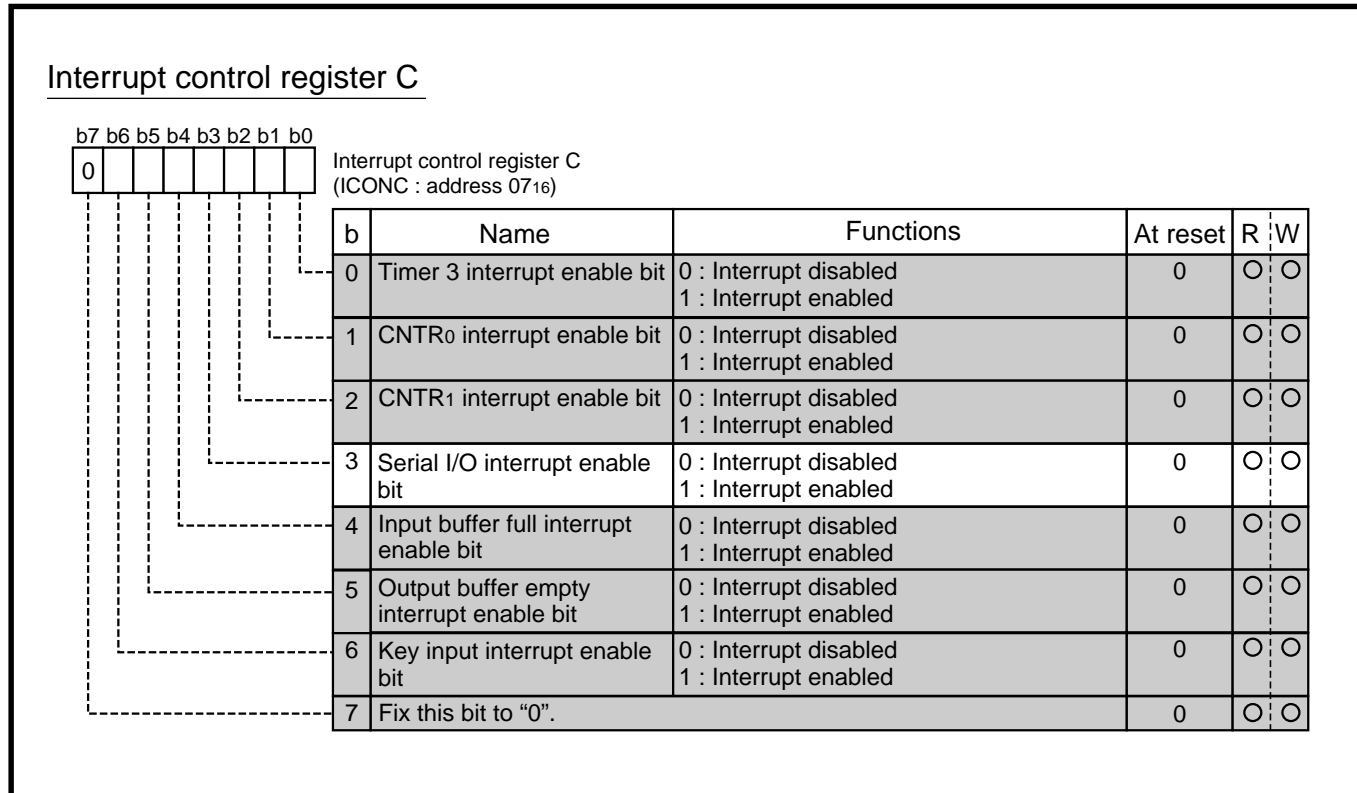 Interrupt control register C
b7 b6 b5 b4 b3 b2 b1 b0
0
Interrupt control register C
(ICONC : address 0716)
b Name Functions At reset R W
0 Timer 3 interrupt enable bit 0 : Interrupt disabled 0 O O
1 : Interrupt enabled
1 CNTR0 interrupt enable bit 0 : Interrupt disabled 0 O O
1 : Interrupt enabled
2 CNTR1 interrupt enable bit 0 : Interrupt disabled 0 O O
1 : Interrupt enabled
3 Serial I/O interrupt enable 0 : Interrupt disabled 0 O O
bit 1 : Interrupt enabled
4 Input buffer full interrupt 0 : Interrupt disabled 0 O O
enable bit 1 : Interrupt enabled
5 Output buffer empty 0 : Interrupt disabled 0 O O
interrupt enable bit 1 : Interrupt enabled
6 Key input interrupt enable 0 : Interrupt disabled 0 O O
bit 1 : Interrupt enabled
7 Fix this bit to “0”. 0 O O